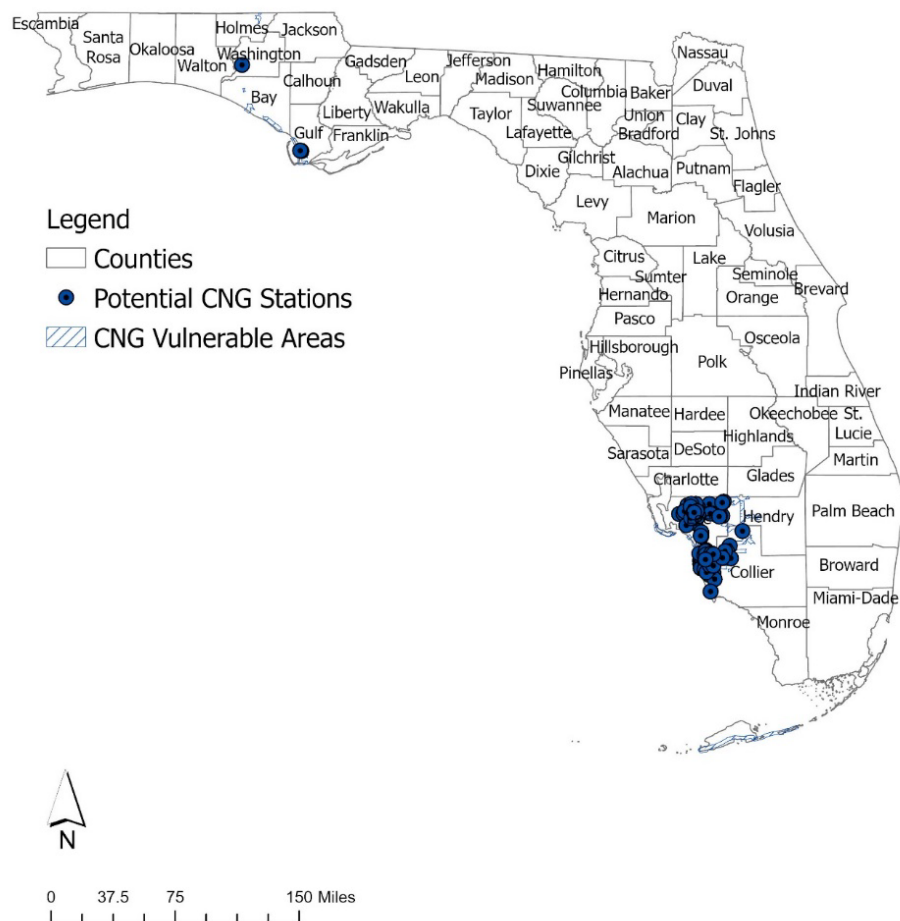 Escambia
Santa
Rosa
Okaloosa
Walton
Holmes
Washington
Jackson
Bay
Calhoun
Gulf
Gadsden
Liberty
Franklin
Leon
Wakulla
Jefferson
Madison
Taylor
Hamilton
Suwannee
Lafayette
Dixie
Columbia
Gilchrist
Baker
Union
Bradford
Alachua
Nassau
Duval
Clay
St. Johns
Putnam
Flagler
Levy
Marion
Volusia
Citrus
Sumter
Lake
Hernando
Seminole
Orange
Brevard
Pasco
Osceola
Hillsborough
Pinellas
Polk
Indian River
Manatee
Hardee
Okeechobee
St.
Lucie
Highlands
Sarasota
DeSoto
Martin
Charlotte
Glades
Hendry
Palm Beach
Collier
Broward
Miami-Dade
Monroe
Legend
Counties
Potential CNG Stations
CNG Vulnerable Areas
N
0 37.5 75 150 Miles